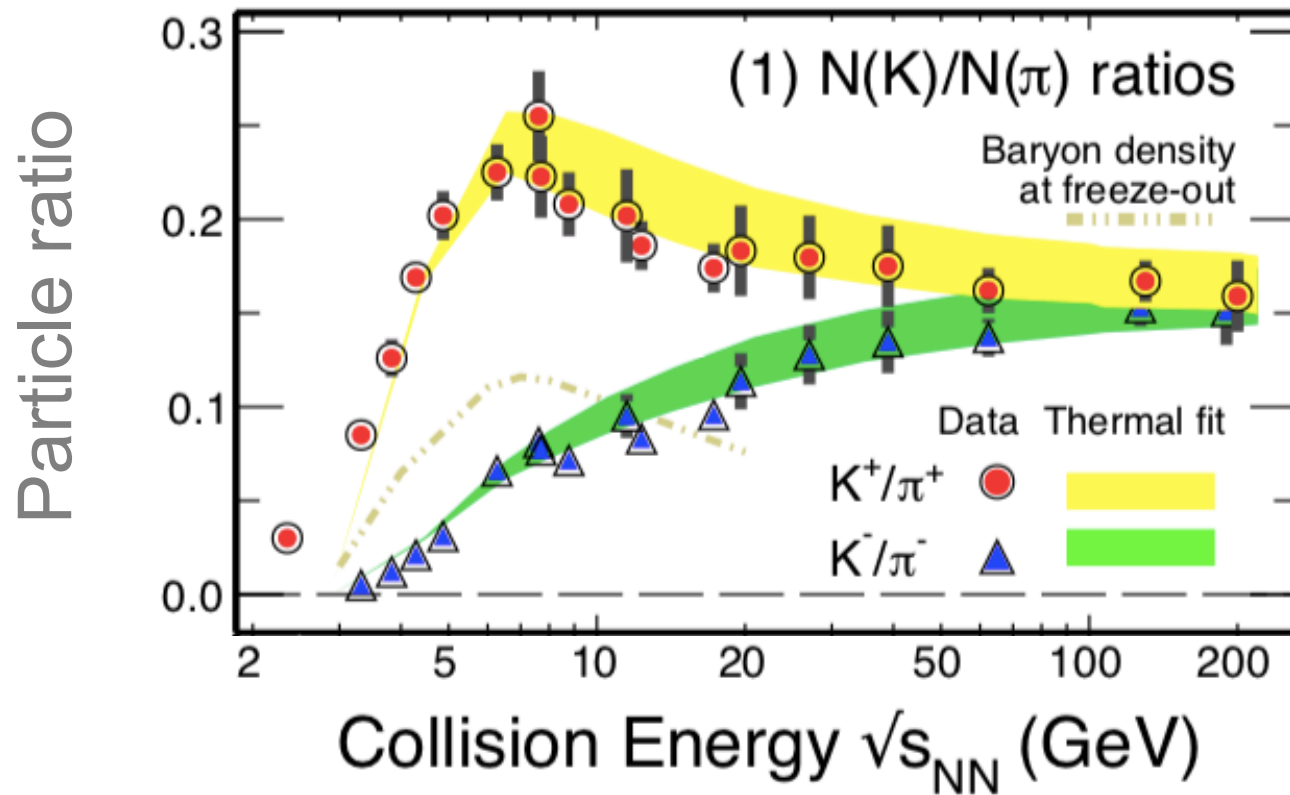 Particle ratio
0.3
0.2
0.1
0.0
(1) N(K)/N(π) ratios
Baryon density
at freeze-out
Data Thermal fit
K⁺/π⁺
K⁻/π⁻
2 5 10 20 50 100 200
Collision Energy √sNN (GeV)